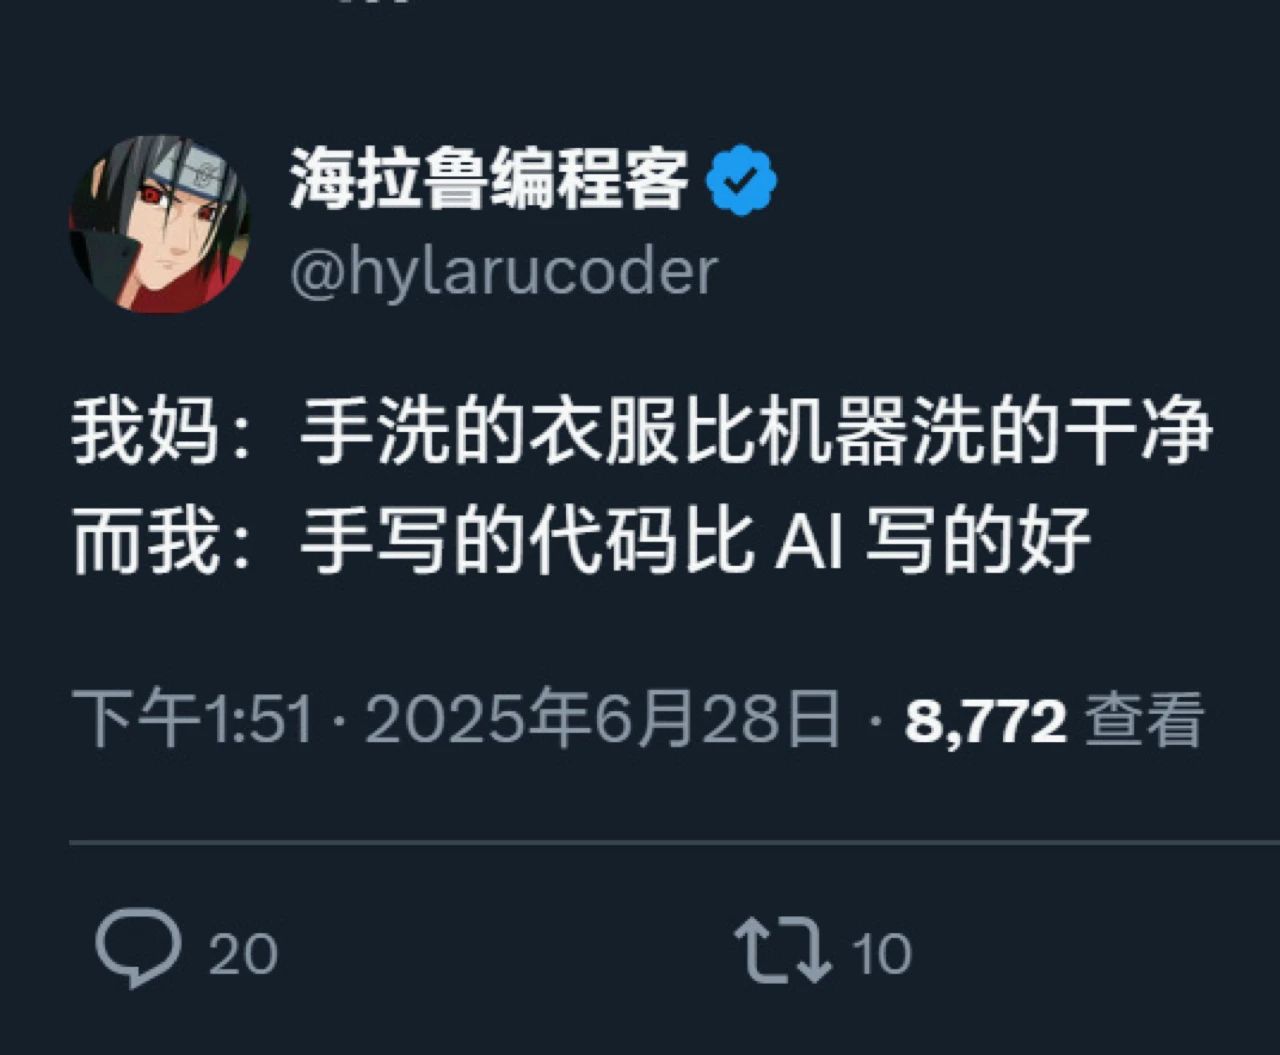 海拉鲁编程客
@hylarucoder
我妈：手洗的衣服比机器洗的干净
而我：手写的代码比 AI 写的好
下午1:51 · 2025年6月28日 · 8,772 查看
20 10